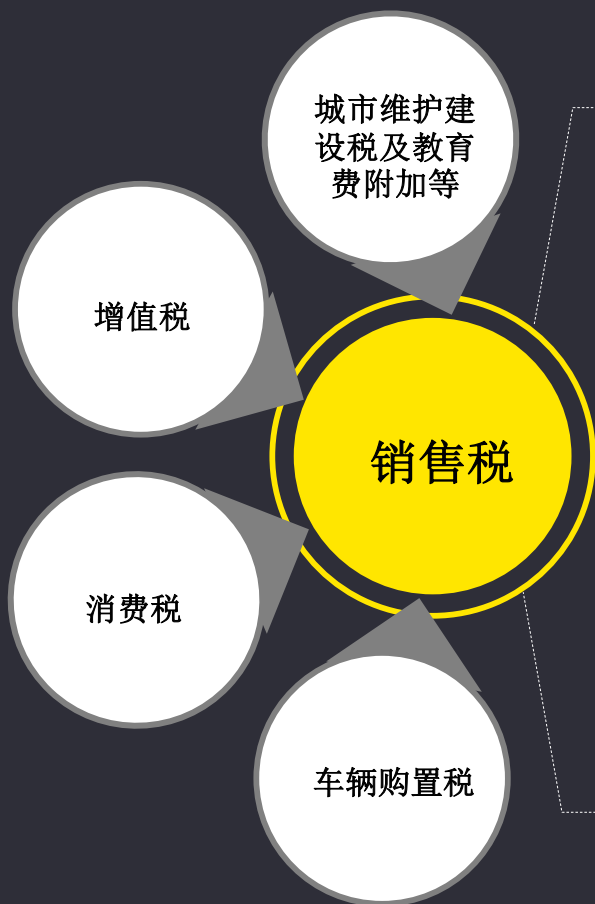 城市维护建
设税及教育
费附加等
增值税
销售税
消费税
车辆购置税